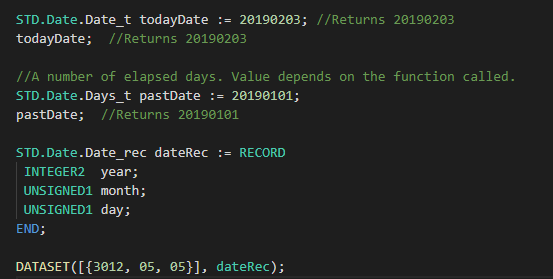 STD.Date.Date_t todayDate := 20190203; //Returns 20190203
todayDate;  //Returns 20190203
//A number of elapsed days. Value depends on the function called.
STD.Date.Days_t pastDate := 20190101;
pastDate;  //Returns 20190101
STD.Date.Date_rec dateRec := RECORD
INTEGER2  year;
UNSIGNED1 month;
UNSIGNED1 day;
END;
DATASET([{3012, 05, 05}], dateRec);